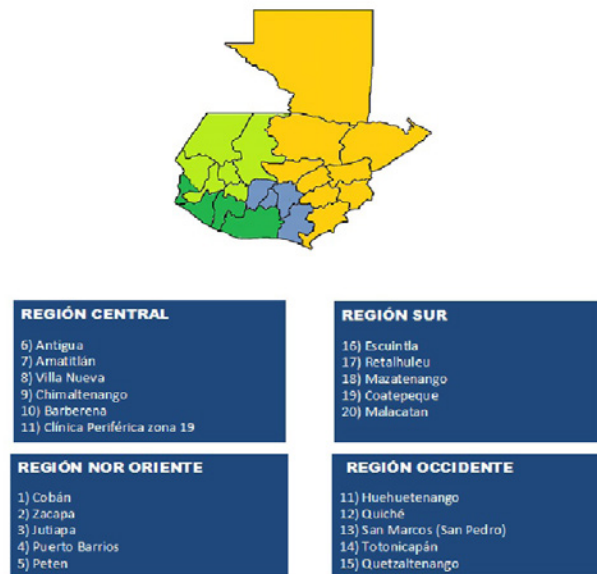 REGIÓN CENTRAL
6) Antigua
7) Amatitlán
8) Villa Nueva
9) Chimaltenango
10) Barberena
11) Clínica Periférica zona 19
REGIÓN SUR
16) Escuintla
17) Retalhuleu
18) Mazatenango
19) Coatepeque
20) Malacatan
REGIÓN NOR ORIENTE
1) Cobán
2) Zacapa
3) Jutiapa
4) Puerto Barrios
5) Peten
REGIÓN OCCIDENTE
11) Huehuetenango
12) Quiché
13) San Marcos (San Pedro)
14) Totonicapán
15) Quetzaltenango